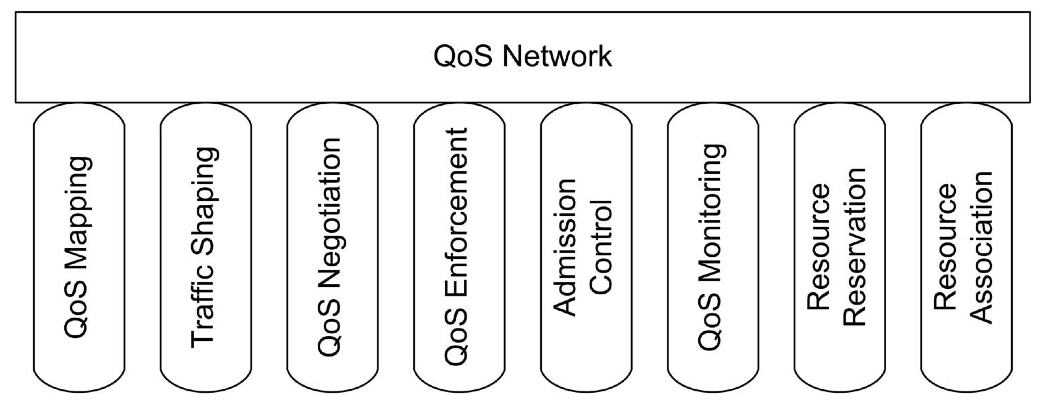 QoS Network
QoS Mapping
Traffic Shaping
QoS Negotiation
QoS Enforcement
Admission
Control
QoS Monitoring
Resource
Reservation
Resource
Association